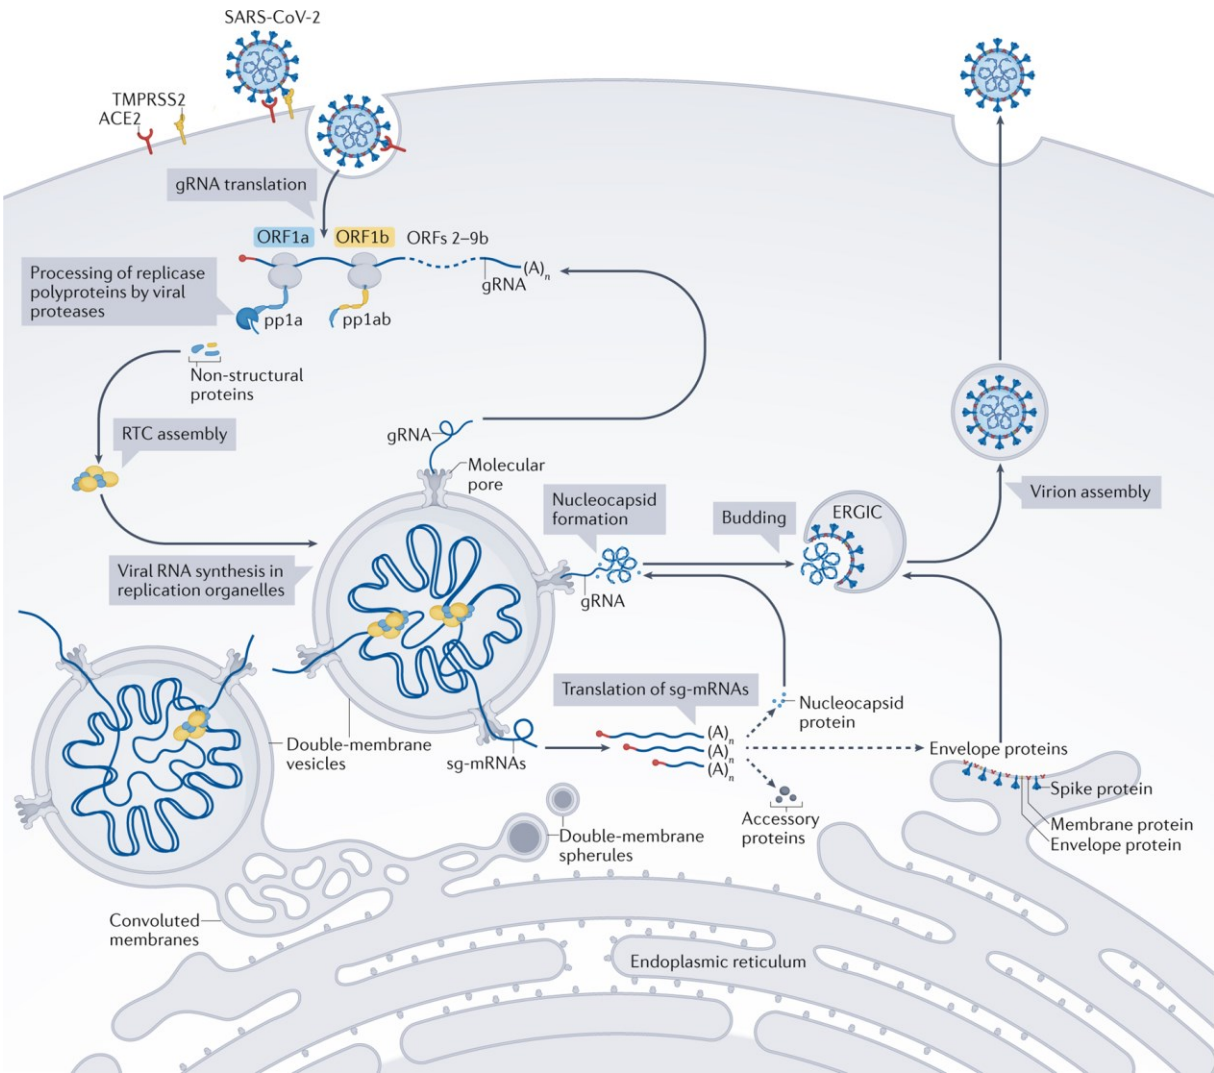 SARS-CoV-2
TMPRSS2
ACE2
gRNA translation
ORF1a
ORF1b
ORFs 2–9b
Processing of replicase
polyproteins by viral
proteases
(A)n
gRNA
pp1a
pp1ab
Non-structural
proteins
RTC assembly
gRNA
Molecular
pore
Nucleocapsid
formation
Budding
ERGIC
Virion assembly
Viral RNA synthesis in
replication organelles
gRNA
Translation of sg-mRNAs
Nucleocapsid
protein
(A)n
(A)n
(A)n
Double-membrane
vesicles
sg-mRNAs
Envelope proteins
Spike protein
Accessory
proteins
Membrane protein
Envelope protein
Double-membrane
spherules
Convoluted
membranes
Endoplasmic reticulum